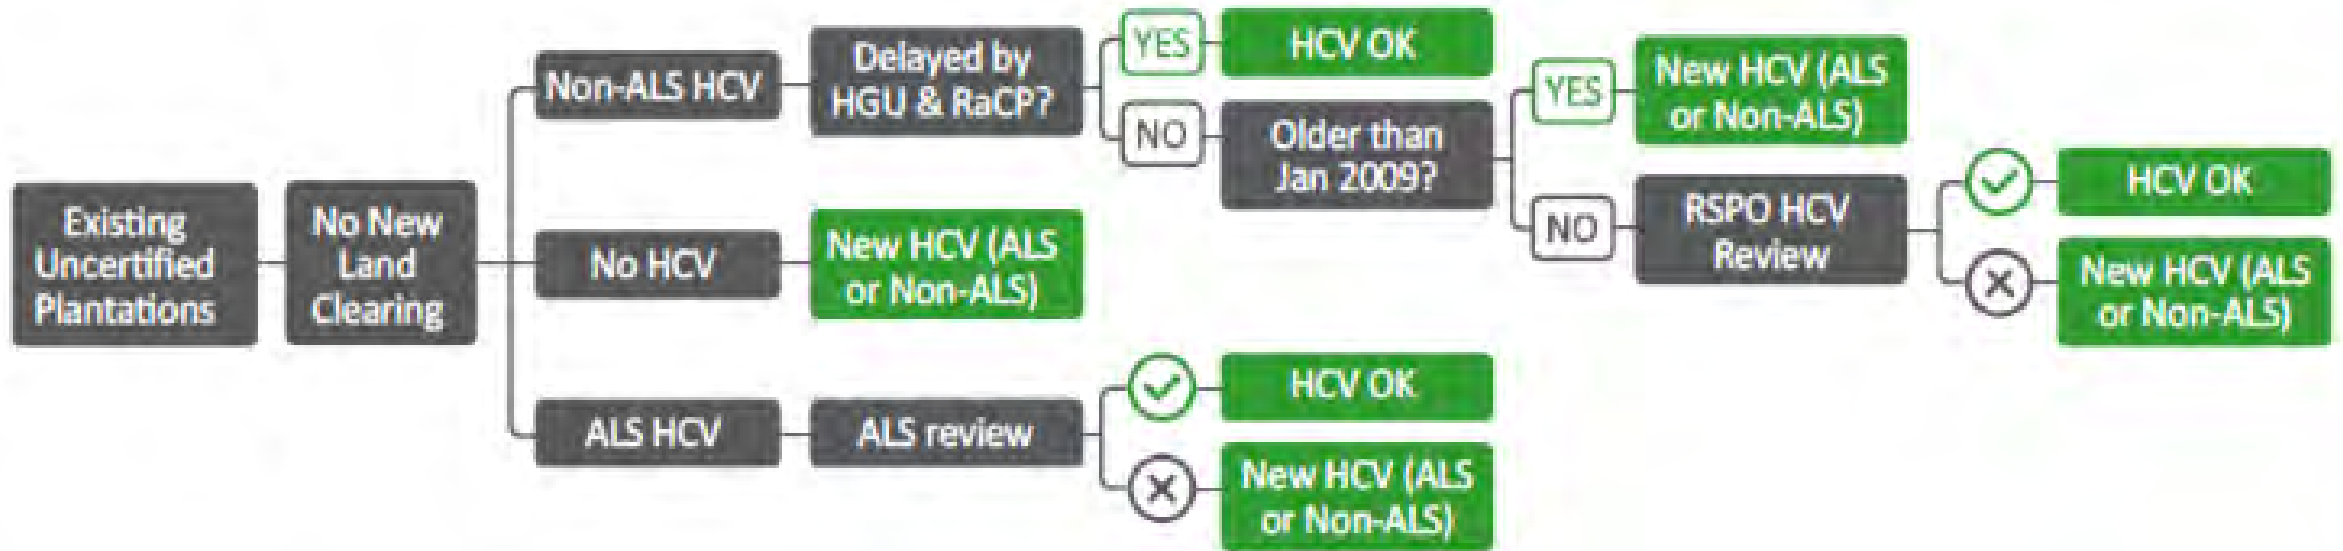 Existing
Uncertified
Plantations
No New
Land
Clearing
Non-ALS HCV
Delayed by
HGU & RaCP?
YES
HCV OK
NO
Older than
Jan 2009?
YES
New HCV (ALS
or Non-ALS)
NO
RSPO HCV
Review
HCV OK
New HCV (ALS
or Non-ALS)
No HCV
New HCV (ALS
or Non-ALS)
ALS HCV
ALS review
HCV OK
New HCV (ALS
or Non-ALS)